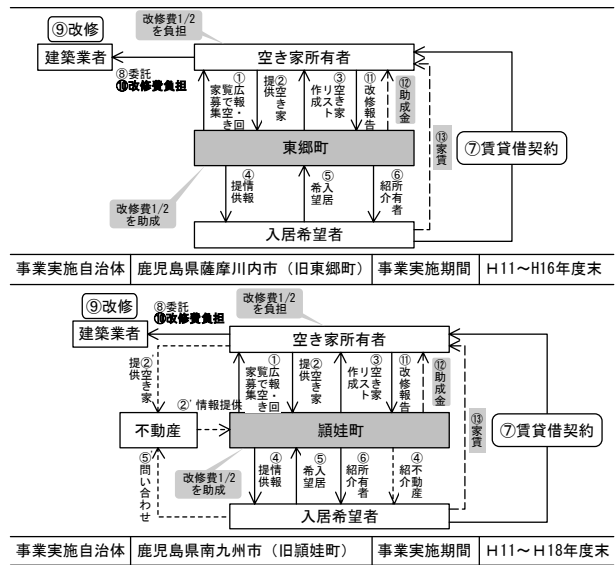 改修費1/2
を負担
⑨改修
建築業者
空き家所有者
⑧委託
⑩改修費負担
①広報・回
覧で空き
家募集
②空き家
提供
③空き家
リスト
作成
⑪改修報告
⑫助成金
⑬家賃
⑦賃貸借契約
東郷町
改修費1/2
を助成
④情報
提供
⑤入居
希望
⑥所有者
紹介
入居希望者
事業実施自治体 鹿児島県薩摩川内市（旧東郷町） 事業実施期間 H11～H16年度末
改修費1/2
を負担
⑨改修
建築業者
⑧委託
⑩改修費負担
空き家所有者
②'空き家
提供
①広報・回
覧で空き
家募集
②空き家
提供
③空き家
リスト
作成
⑪改修報告
⑫助成金
⑬家賃
⑦賃貸借契約
②'情報提供
不動産
頴娃町
改修費1/2
を助成
⑤'問い合わせ
④情報
提供
⑤入居
希望
⑥所有者
紹介
④'不動産
紹介
入居希望者
事業実施自治体 鹿児島県南九州市（旧頴娃町） 事業実施期間 H11～H18年度末